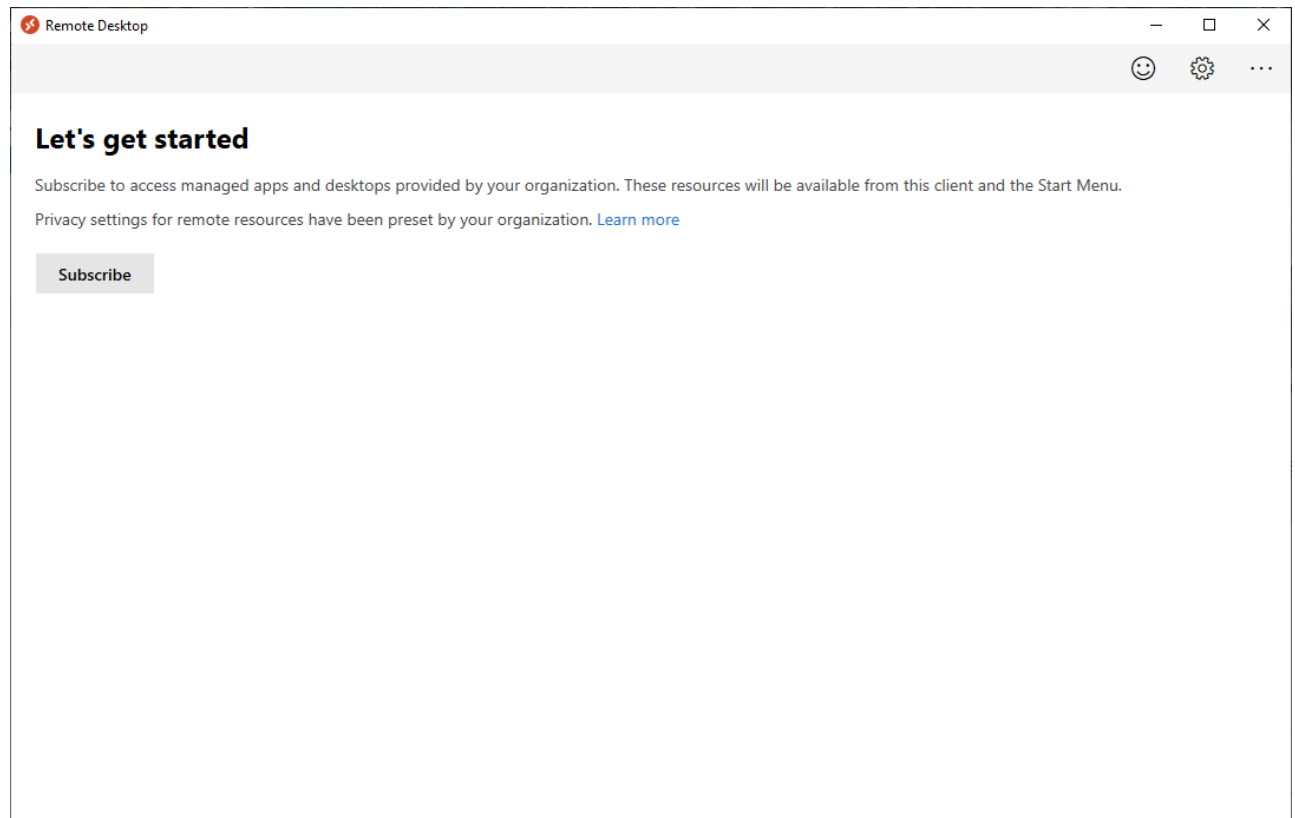 Remote Desktop
Let's get started
Subscribe to access managed apps and desktops provided by your organization. These resources will be available from this client and the Start Menu.
Privacy settings for remote resources have been preset by your organization. Learn more
Subscribe